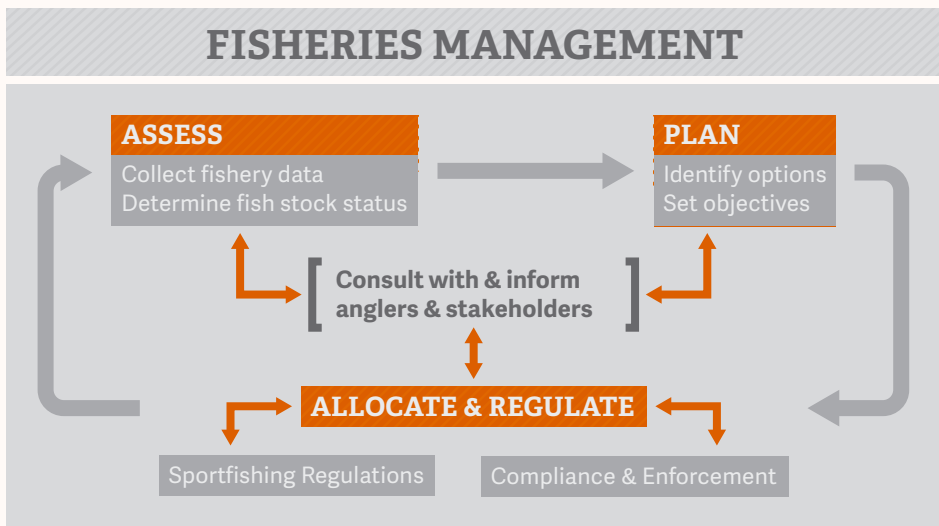 FISHERIES MANAGEMENT
ASSESS
Collect fishery data
Determine fish stock status
PLAN
Identify options
Set objectives
Consult with & inform
anglers & stakeholders
ALLOCATE & REGULATE
Sportfishing Regulations
Compliance & Enforcement